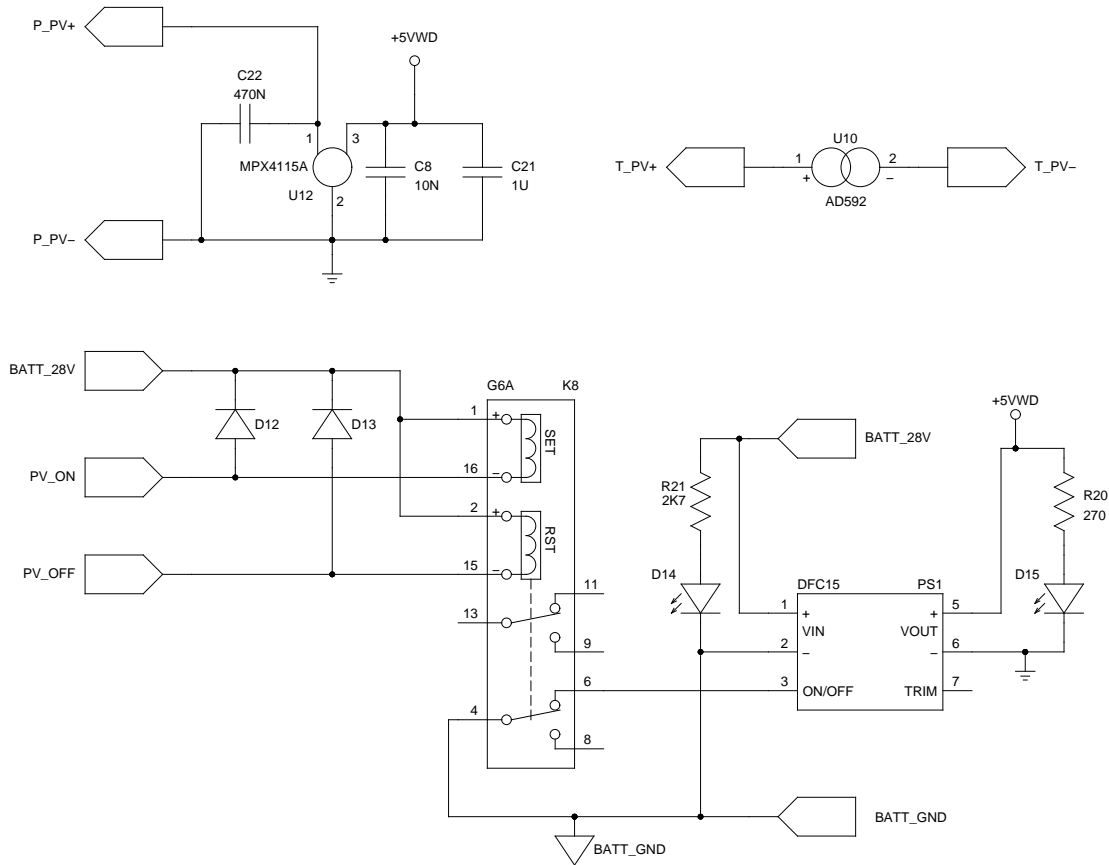 P_PV+
+5VWD
C22
470N
1
3
MPX4115A
U12
2
C8
10N
C21
1U
P_PV–
U10
T_PV+
1
+
2
–
T_PV–
AD592
BATT_28V
D12
D13
PV_ON
PV_OFF
G6A
K8
1
+
SET
16
–
2
+
RST
15
–
13
11
9
6
4
8
BATT_28V
+5VWD
R21
2K7
R20
270
D14
D15
DFC15
PS1
1
+
VIN
2
–
3
ON/OFF
+
5
VOUT
–
6
TRIM
7
BATT_GND
BATT_GND